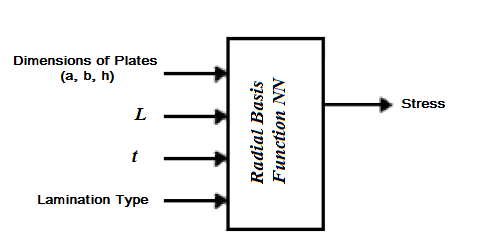 Dimensions of Plates
(a, b, h)
L
t
Lamination Type
Radial Basis
Function NN
Stress